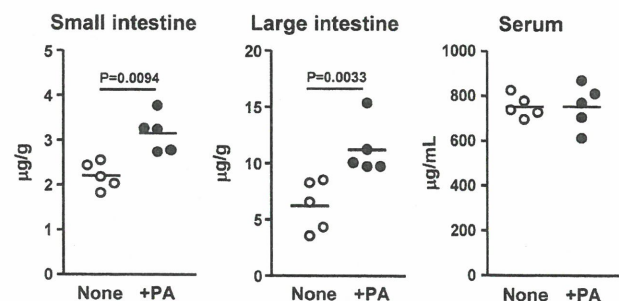 Small intestine
Large intestine
Serum
5
4
3
2
1
0
µg/g
P=0.0094
None +PA
20
15
10
5
0
µg/g
P=0.0033
None +PA
1000
800
600
400
200
0
µg/mL
None +PA